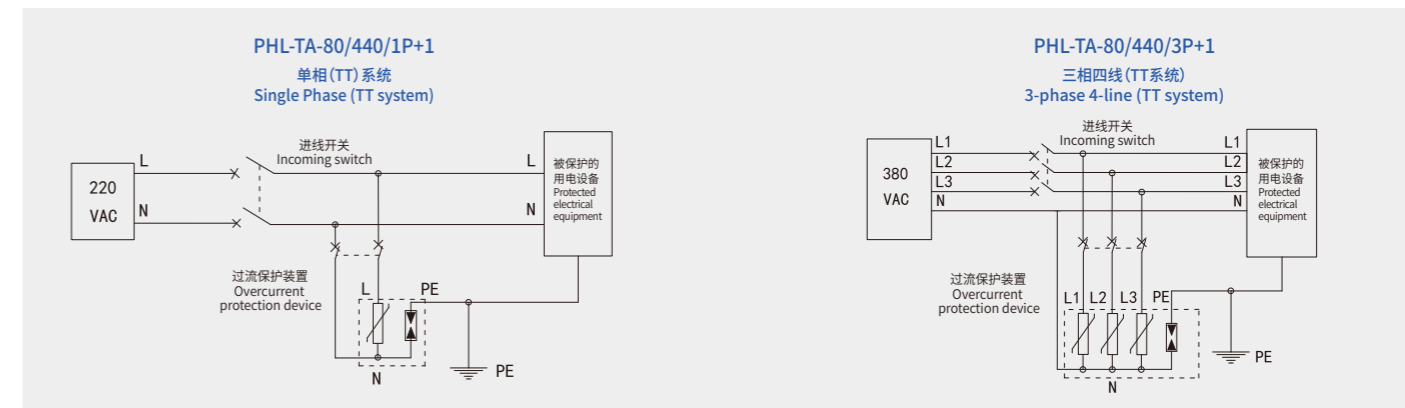 PHL-TA-80/440/1P+1
单相(TT)系统
Single Phase (TT system)
进线开关
Incoming switch
L
L
220
VAC
N
N
被保护的
用电设备
Protected
electrical
equipment
过流保护装置
Overcurrent
protection device
L
PE
N
PE
PHL-TA-80/440/3P+1
三相四线(TT系统)
3-phase 4-line (TT system)
进线开关
Incoming switch
L1
L2
L3
N
380
VAC
L1
L2
L3
N
被保护的
用电设备
Protected
electrical
equipment
过流保护装置
Overcurrent
protection device
L1 L2 L3 PE
N
PE